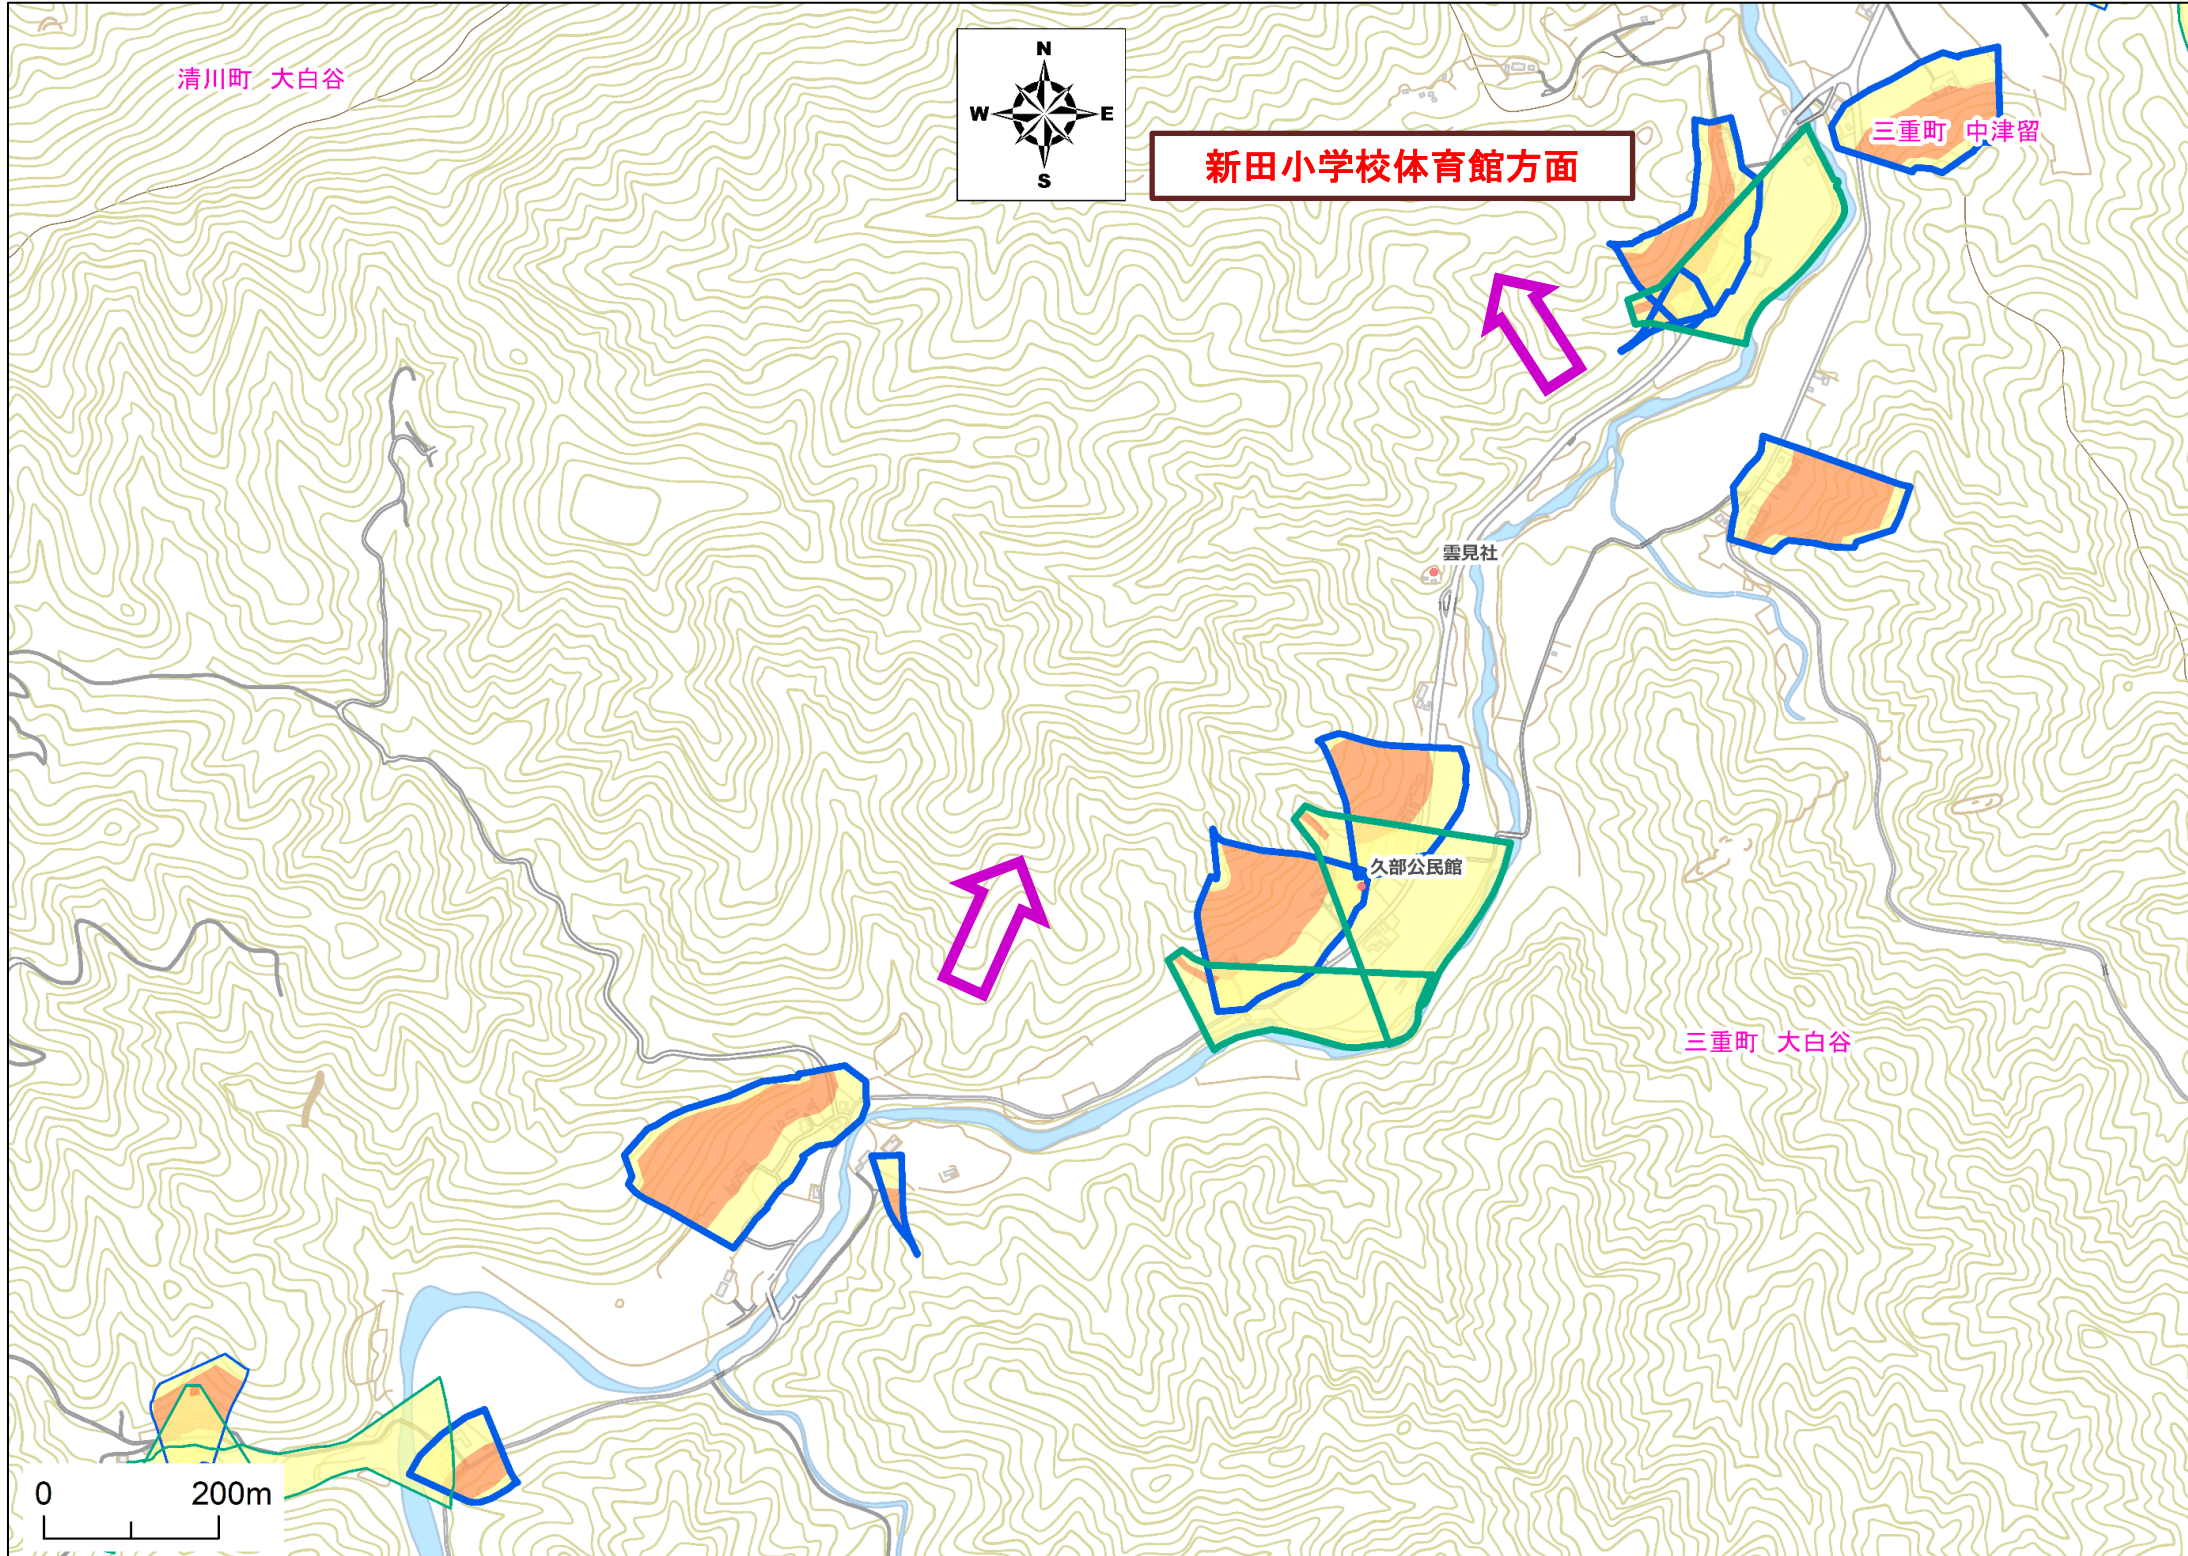 清川町 大白谷
N
W E
S
新田小学校体育館方面
三重町 中津留
雲見社
久部公民館
三重町 大白谷
0 200m